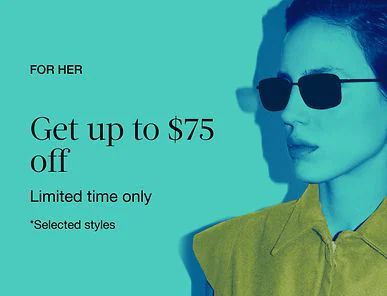 FOR HER
Get up to $75
off
Limited time only
*Selected styles